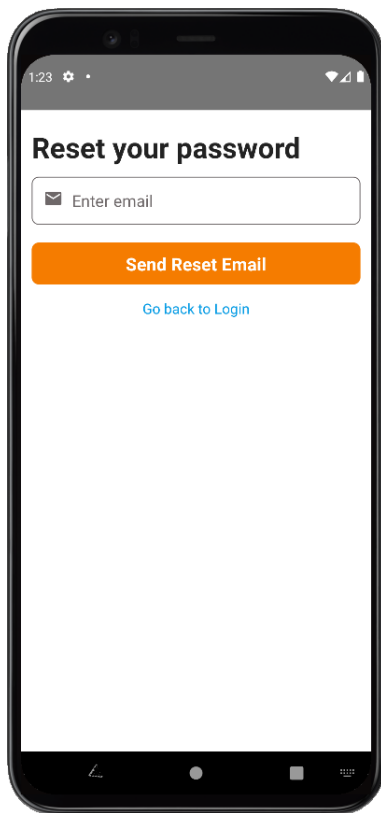 1:23
Reset your password
Enter email
Send Reset Email
Go back to Login